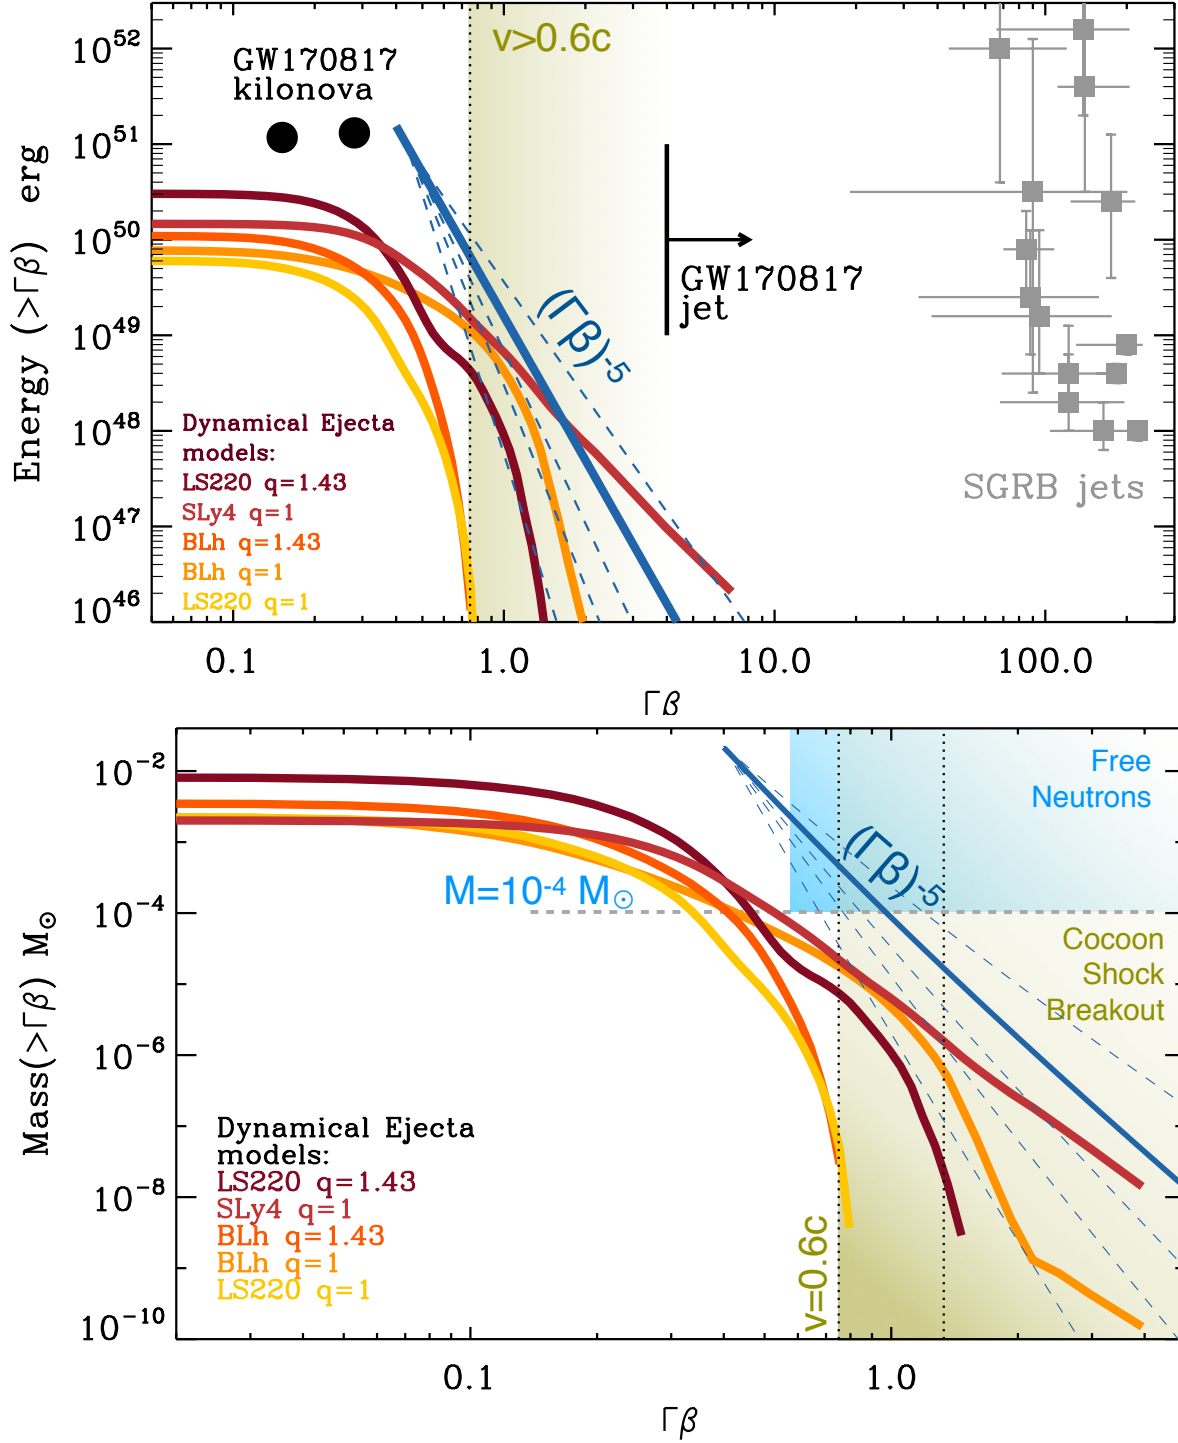 v>0.6c
GW170817
kilonova
10^52
10^51
10^50
10^49
10^48
10^47
10^46
Energy (>Γβ) erg
GW170817
jet
(Γβ)^-5
Dynamical Ejecta
models:
LS220 q=1.43
SLy4 q=1
BLh q=1.43
BLh q=1
LS220 q=1
SGRB jets
0.1 1.0 10.0 100.0
Γβ
Free
Neutrons
(Γβ)^-5
M=10^-4 M⊙
Cocoon
Shock
Breakout
10^-2
10^-4
10^-6
10^-8
10^-10
Mass(>Γβ) M⊙
Dynamical Ejecta
models:
LS220 q=1.43
SLy4 q=1
BLh q=1.43
BLh q=1
LS220 q=1
v=0.6c
0.1 1.0
Γβ